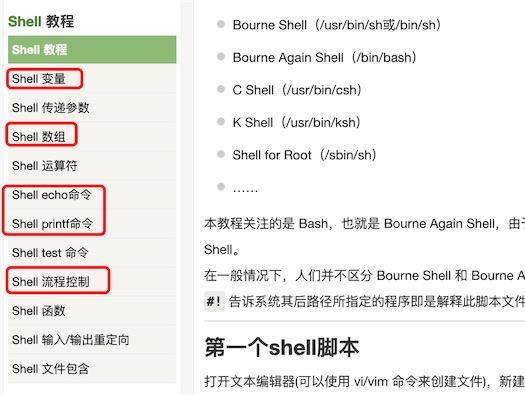 Shell 教程
Shell 教程
Shell 变量
Shell 传递参数
Shell 数组
Shell 运算符
Shell echo命令
Shell printf命令
Shell test 命令
Shell 流程控制
Shell 函数
Shell 输入/输出重定向
Shell 文件包含
Bourne Shell（/usr/bin/sh或/bin/sh）
Bourne Again Shell（/bin/bash）
C Shell（/usr/bin/csh）
K Shell（/usr/bin/ksh）
Shell for Root（/sbin/sh）
……
本教程关注的是 Bash，也就是 Bourne Again Shell，由于
Shell。
在一般情况下，人们并不区分 Bourne Shell 和 Bourne A
#! 告诉系统其后路径所指定的程序即是解释此脚本文件
第一个shell脚本
打开文本编辑器(可以使用 vi/vim 命令来创建文件)，新建